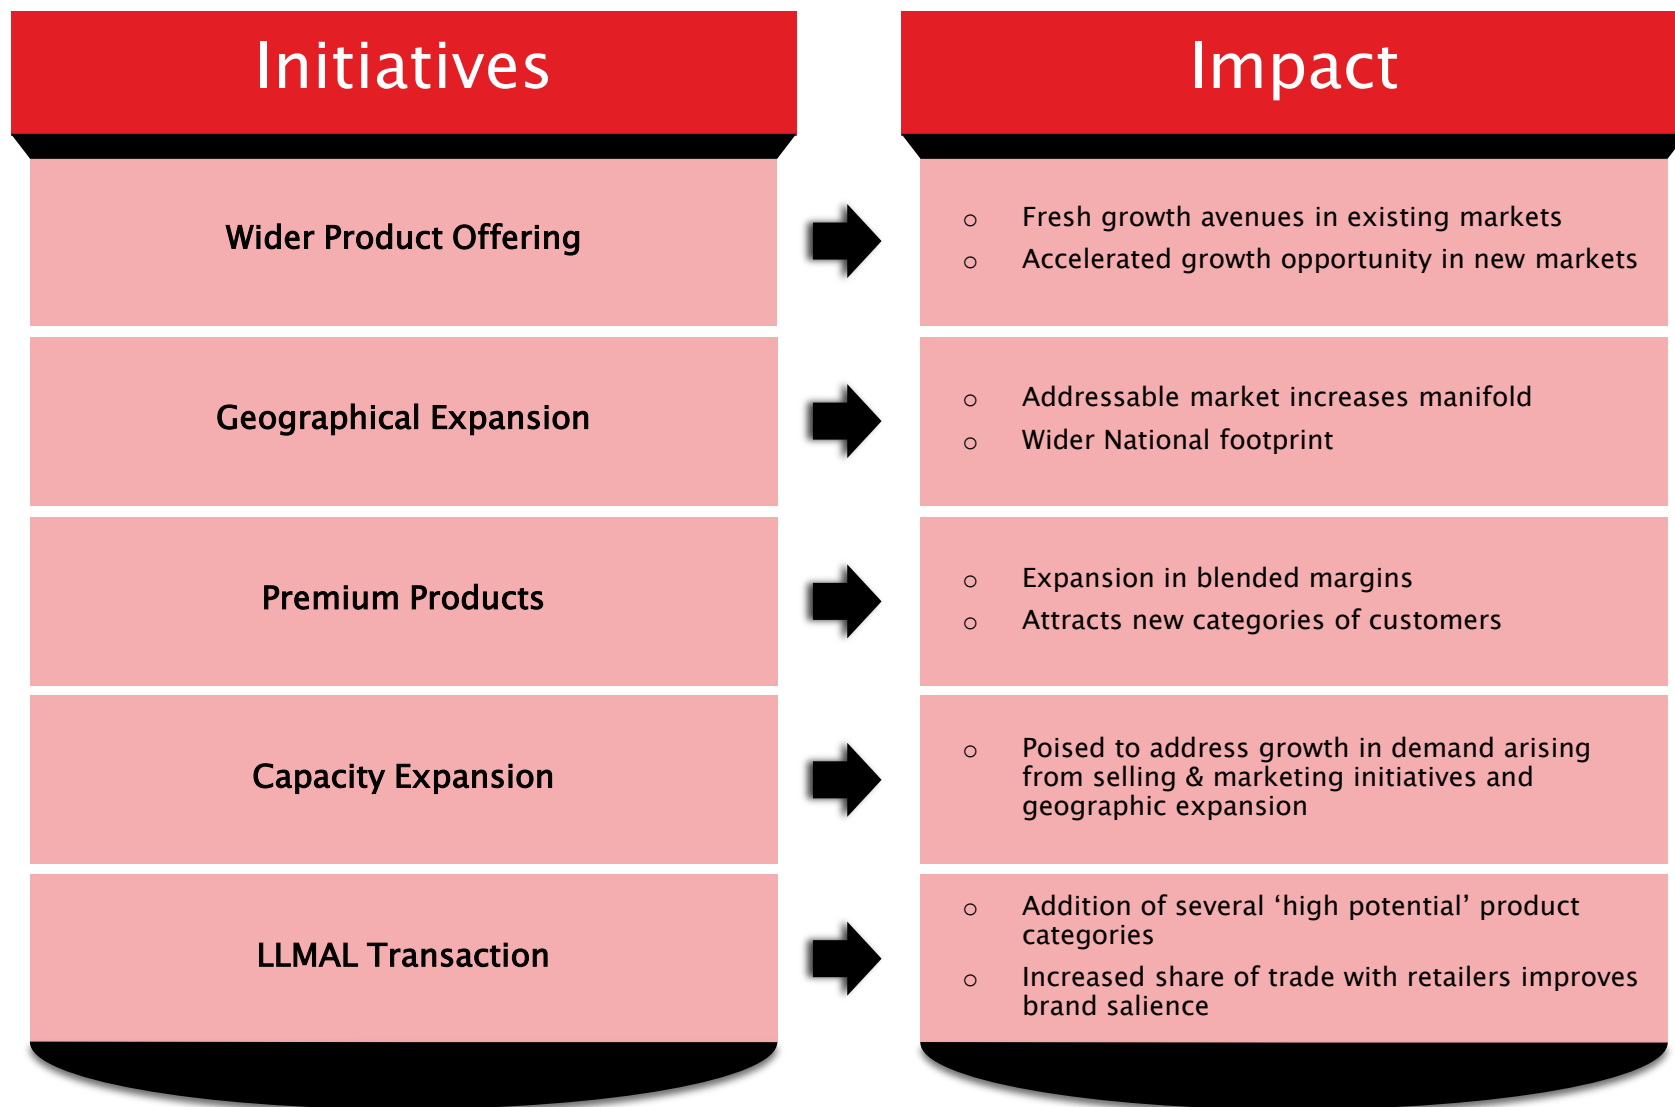 Initiatives
Impact
Wider Product Offering
o Fresh growth avenues in existing markets
o Accelerated growth opportunity in new markets
Geographical Expansion
o Addressable market increases manifold
o Wider National footprint
Premium Products
o Expansion in blended margins
o Attracts new categories of customers
Capacity Expansion
o Poised to address growth in demand arising
from selling & marketing initiatives and
geographic expansion
LLMAL Transaction
o Addition of several ‘high potential’ product
categories
o Increased share of trade with retailers improves
brand salience